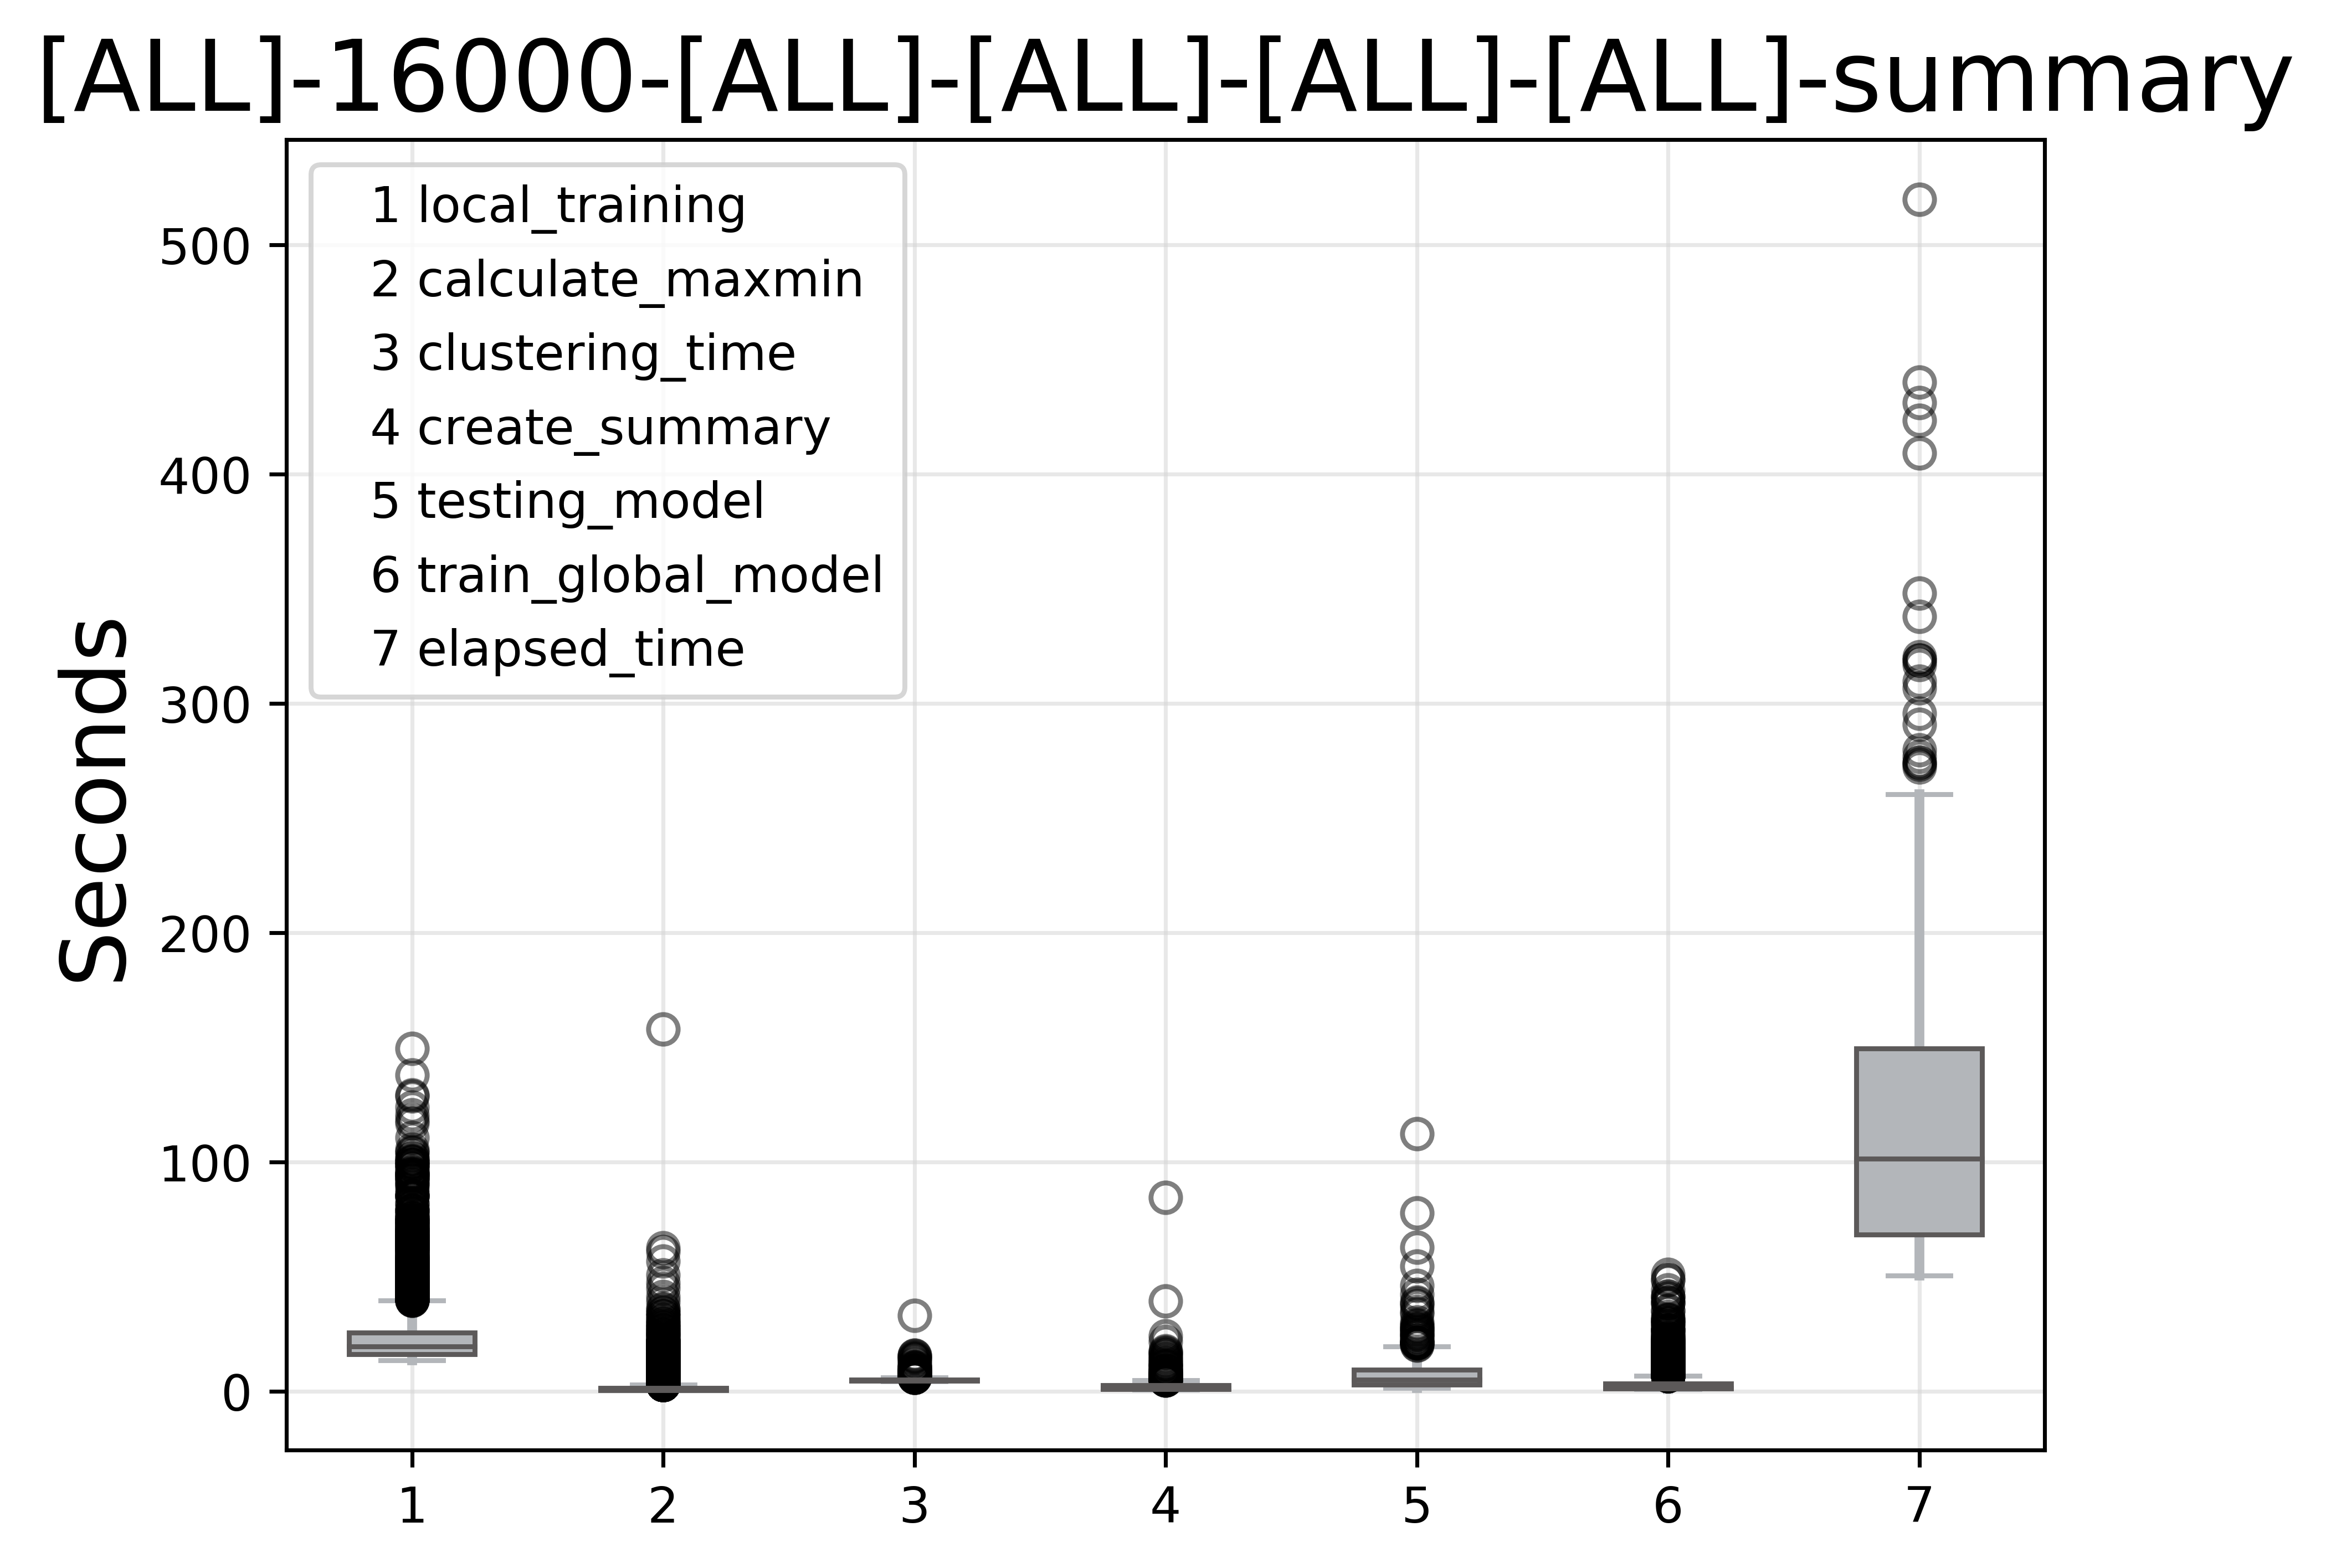 [ALL]-16000-[ALL]-[ALL]-[ALL]-[ALL]-summary
1 local_training
2 calculate_maxmin
3 clustering_time
4 create_summary
5 testing_model
6 train_global_model
7 elapsed_time
Seconds
500
400
300
200
100
0
1 2 3 4 5 6 7